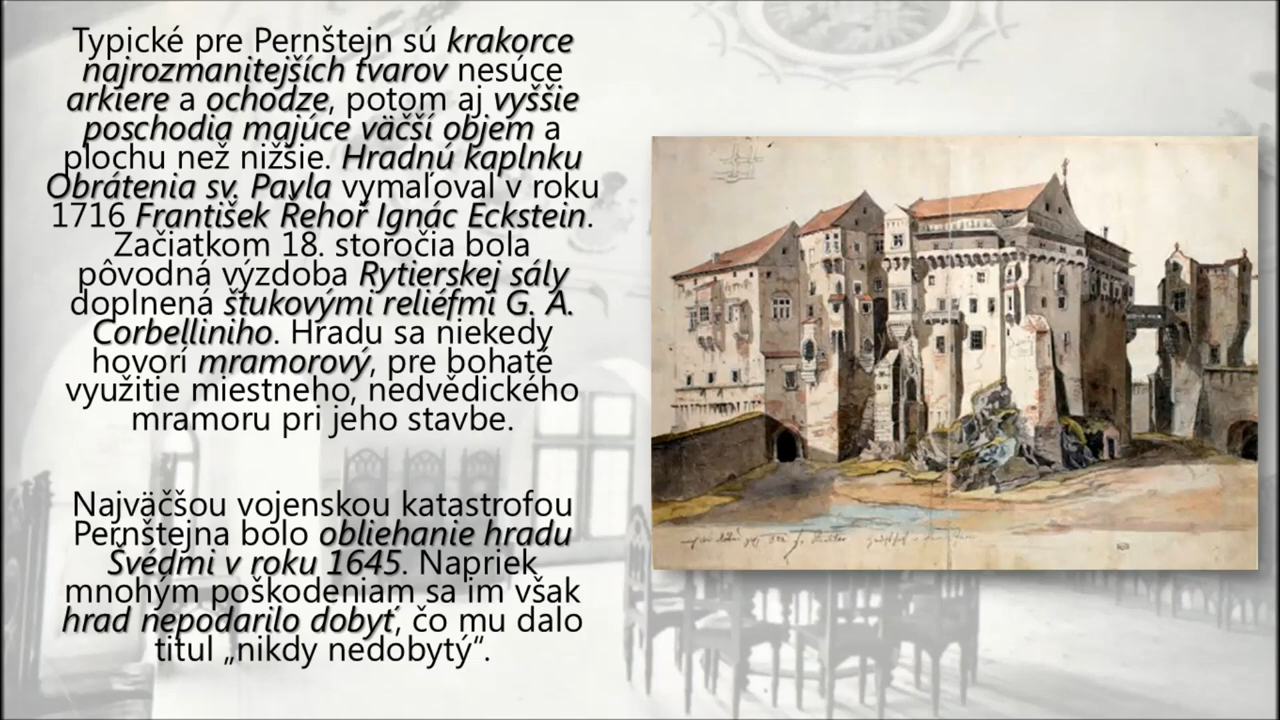 Typické pre Pernštejn sú krakorce
najrozmanitejších tvarov nesúce
arkiere a ochodze, potom aj vyššie
poschodia majúce väčší objem a
plochu než nižšie. Hradnú kaplnku
Obrátenia sv. Pavla vymaľoval v roku
1716 František Řehoř Ignác Eckstein.
Začiatkom 18. storočia bola
pôvodná výzdoba Rytierskej sály
doplnená štukovými reliéfmi G. A.
Corbelliniho. Hradu sa niekedy
hovorí mramorový, pre bohaté
využitie miestneho, nedvědického
mramoru pri jeho stavbe.
Najväčšou vojenskou katastrofou
Pernštejna bolo obliehanie hradu
Švédmi v roku 1645. Napriek
mnohým poškodeniam sa im však
hrad nepodarilo dobyť, čo mu dalo
titul „nikdy nedobytý“.